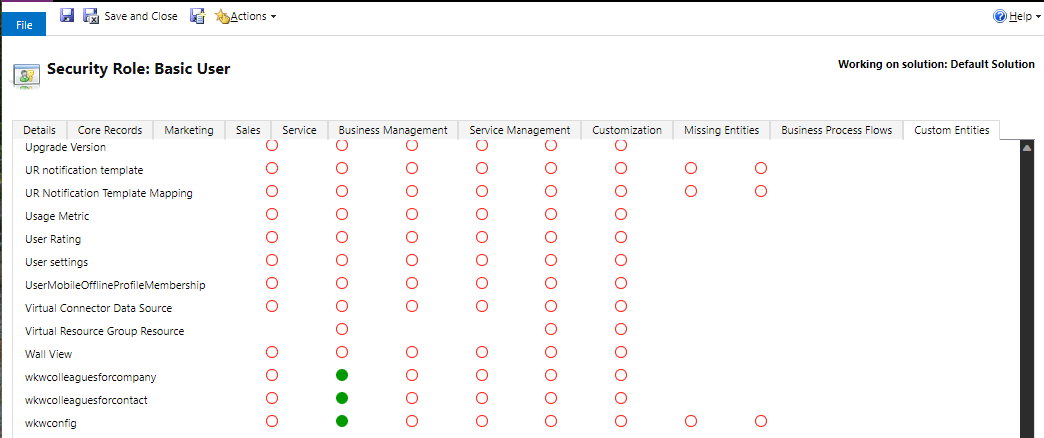 File
Save and Close
Actions
Help
Security Role: Basic User
Working on solution: Default Solution
Details
Core Records
Marketing
Sales
Service
Business Management
Service Management
Customization
Missing Entities
Business Process Flows
Custom Entities
Upgrade Version
UR notification template
UR Notification Template Mapping
Usage Metric
User Rating
User settings
UserMobileOfflineProfileMembership
Virtual Connector Data Source
Virtual Resource Group Resource
Wall View
wkwcolleaguesforcompany
wkwcolleaguesforcontact
wkwconfig